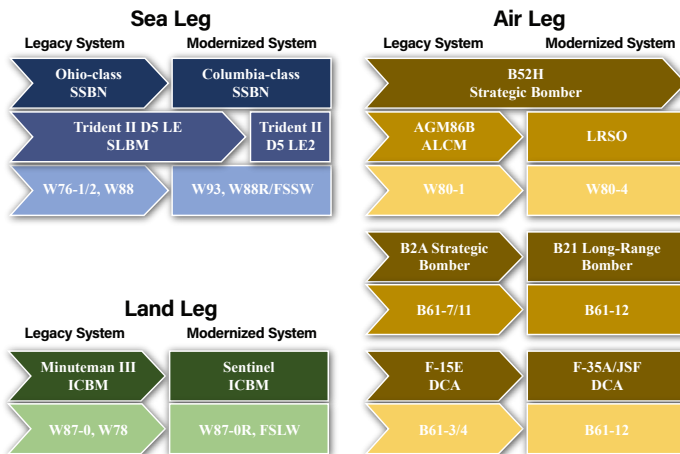 Sea Leg
Legacy System
Modernized System
Ohio-class
SSBN
Columbia-class
SSBN
Trident II D5 LE
SLBM
Trident II
D5 LE2
W76-1/2, W88
W93, W88R/FSSW
Land Leg
Legacy System
Modernized System
Minuteman III
ICBM
Sentinel
ICBM
W87-0, W78
W87-0R, FSLW
Air Leg
Legacy System
Modernized System
B52H
Strategic Bomber
AGM86B
ALCM
LRSO
W80-1
W80-4
B2A Strategic
Bomber
B21 Long-Range
Bomber
B61-7/11
B61-12
F-15E
DCA
F-35A/JSF
DCA
B61-3/4
B61-12